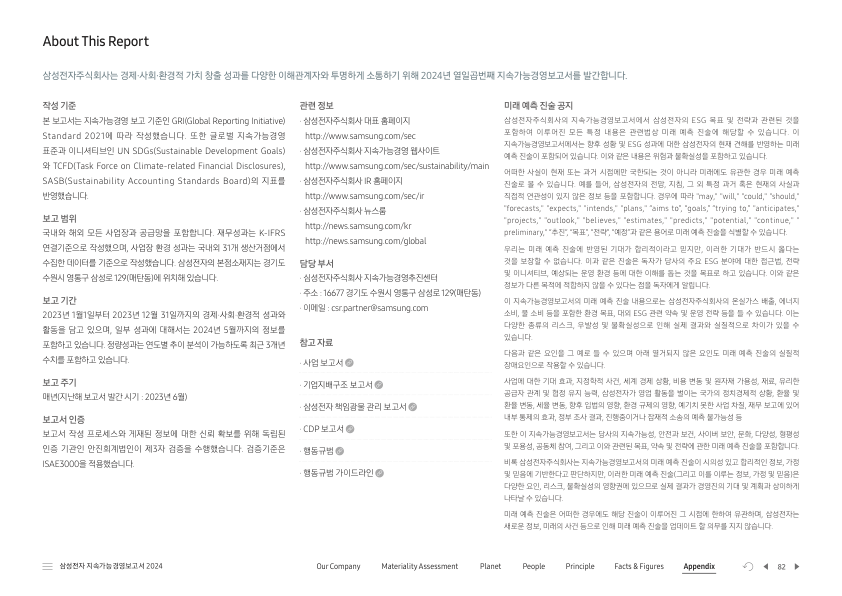 About This Report
삼성전자주식회사는 경제·사회·환경적 가치 창출 성과를 다양한 이해관계자와 투명하게 소통하기 위해 2024년 열일곱번째 지속가능경영보고서를 발간합니다.
작성 기준
본 보고서는 지속가능경영 보고 기준인 GRI(Global Reporting Initiative)
Standard 2021에 따라 작성했습니다. 또한 글로벌 지속가능경영
표준과 이니셔티브인 UN SDGs(Sustainable Development Goals)
와 TCFD(Task Force on Climate-related Financial Disclosures),
SASB(Sustainability Accounting Standards Board)의 지표를
반영했습니다.
보고 범위
국내와 해외 모든 사업장과 공급망을 포함합니다. 재무성과는 K-IFRS
연결기준으로 작성했으며, 사업장 환경 성과는 국내외 31개 생산거점에서
수집한 데이터를 기준으로 작성했습니다. 삼성전자의 본점소재지는 경기도
수원시 영통구 삼성로 129(매탄동)에 위치해 있습니다.
보고 기간
2023년 1월1일부터 2023년 12월 31일까지의 경제·사회·환경적 성과와
활동을 담고 있으며, 일부 성과에 대해서는 2024년 5월까지의 정보를
포함하고 있습니다. 정량성과는 연도별 추이 분석이 가능하도록 최근 3개년
수치를 포함하고 있습니다.
보고 주기
매년(지난해 보고서 발간 시기 : 2023년 6월)
보고서 인증
보고서 작성 프로세스와 게재된 정보에 대한 신뢰 확보를 위해 독립된
인증 기관인 안진회계법인이 제3자 검증을 수행했습니다. 검증기준은
ISAE3000을 적용했습니다.
관련 정보
· 삼성전자주식회사 대표 홈페이지
http://www.samsung.com/sec
· 삼성전자주식회사 지속가능경영 웹사이트
http://www.samsung.com/sec/sustainability/main
· 삼성전자주식회사 IR 홈페이지
http://www.samsung.com/sec/ir
· 삼성전자주식회사 뉴스룸
http://news.samsung.com/kr
http://news.samsung.com/global
담당 부서
· 삼성전자주식회사 지속가능경영추진센터
· 주소 : 16677 경기도 수원시 영통구 삼성로 129(매탄동)
· 이메일 : csr.partner@samsung.com
참고 자료
· 사업 보고서
· 기업지배구조 보고서
· 삼성전자 책임광물 관리 보고서
· CDP 보고서
· 행동규범
· 행동규범 가이드라인
미래 예측 진술 공지
삼성전자주식회사의 지속가능경영보고서에서 삼성전자의 ESG 목표 및 전략과 관련된 것을
포함하여 이루어진 모든 특정 내용은 관련법상 미래 예측 진술에 해당할 수 있습니다. 이
지속가능경영보고서에서는 향후 상황 및 ESG 성과에 대한 삼성전자의 현재 견해를 반영하는 미래
예측 진술이 포함되어 있습니다. 이와 같은 내용은 위험과 불확실성을 포함하고 있습니다.
어떠한 사실이 현재 또는 과거 시점에만 국한되는 것이 아니라 미래에도 유관한 경우 미래 예측
진술로 볼 수 있습니다. 예를 들어, 삼성전자의 전망, 지침, 그 외 특정 과거 혹은 현재의 사실과
직접적 연관성이 있지 않은 정보 등을 포함합니다. 경우에 따라 "may," "will," "could," "should,"
"forecasts," "expects," "intends," "plans," "aims to", "goals," "trying to," "anticipates,"
"projects," "outlook," "believes," "estimates," "predicts," "potential," "continue," "
preliminary," "추진", "목표", "전략", "예정"과 같은 용어로 미래 예측 진술을 식별할 수 있습니다.
우리는 미래 예측 진술에 반영된 기대가 합리적이라고 믿지만, 이러한 기대가 반드시 옳다는
것을 보장할 수 없습니다. 이과 같은 진술은 독자가 당사의 주요 ESG 분야에 대한 접근법, 전략
및 이니셔티브, 예상되는 운영 환경 등에 대한 이해를 돕는 것을 목표로 하고 있습니다. 이와 같은
정보가 다른 목적에 적합하지 않을 수 있다는 점을 독자에게 알립니다.
이 지속가능경영보고서의 미래 예측 진술 내용으로는 삼성전자주식회사의 온실가스 배출, 에너지
소비, 물 소비 등을 포함한 환경 목표, 대외 ESG 관련 약속 및 운영 전략 등을 들 수 있습니다. 이는
다양한 종류의 리스크, 우발성 및 불확실성으로 인해 실제 결과와 실질적으로 차이가 있을 수
있습니다.
다음과 같은 요인을 그 예로 들 수 있으며 아래 열거되지 않은 요인도 미래 예측 진술의 실질적
장애요인으로 작용할 수 있습니다.
사업에 대한 기대 효과, 지정학적 사안, 세계 경제 상황, 비용 변동 및 원자재 가용성, 재료, 유리한
공급자 관계 및 협정 유지 능력, 삼성전자가 영업 활동을 벌이는 국가의 정치경제적 상황, 환율 및
환율 변동, 세율 변동, 향후 입법의 영향, 환경 규제의 영향, 예기치 못한 사업 차질, 재무 보고에 있어
내부 통제의 효과, 정부 조사 결과, 진행중이거나 잠재적 소송의 예측 불가능성 등
또한 이 지속가능경영보고서는 당사의 지속가능성, 안전과 보건, 사이버 보안, 문화, 다양성, 형평성
및 포용성, 공동체 참여, 그리고 이와 관련된 목표, 약속 및 전략에 관한 미래 예측 진술을 포함합니다.
비록 삼성전자주식회사는 지속가능경영보고서의 미래 예측 진술이 시의성 있고 합리적인 정보, 가정
및 믿음에 기반한다고 판단하지만, 이러한 미래 예측 진술(그리고 이를 이루는 정보, 가정 및 믿음)은
다양한 요인, 리스크, 불확실성의 영향권에 있으므로 실제 결과가 경영진의 기대 및 계획과 상이하게
나타날 수 있습니다.
미래 예측 진술은 어떠한 경우에도 해당 진술이 이루어진 그 시점에 한하여 유관하며, 삼성전자는
새로운 정보, 미래의 사건 등으로 인해 미래 예측 진술을 업데이트 할 의무를 지지 않습니다.
삼성전자 지속가능경영보고서 2024
Our Company Materiality Assessment Planet People Principle Facts & Figures Appendix 82